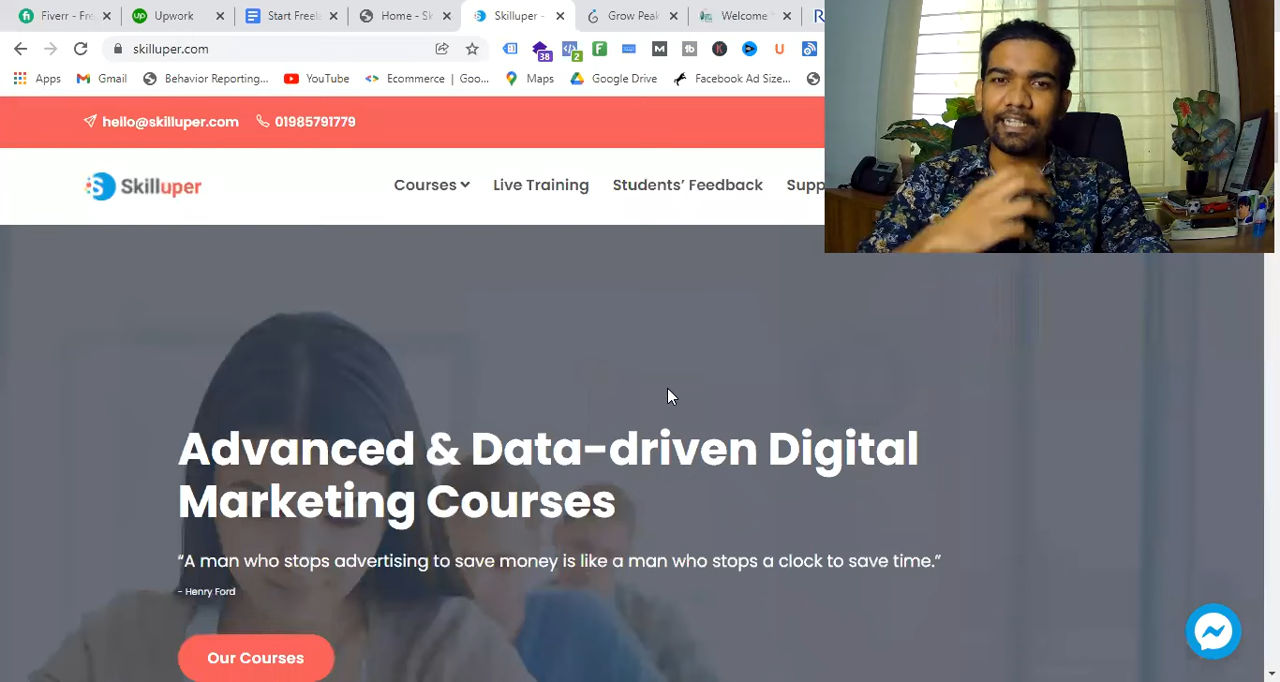 Fiverr - Fre
Upwork
Start Freel
Home - Sk
Skilluper -
Grow Peak
Welcome
R
skilluper.com
38
2
F
M
tb
K
U
Apps
Gmail
Behavior Reporting...
YouTube
Ecommerce | Goo...
Maps
Google Drive
Facebook Ad Size...
hello@skilluper.com
01985791779
Skilluper
Courses
Live Training
Students’ Feedback
Supp
Advanced & Data-driven Digital
Marketing Courses
“A man who stops advertising to save money is like a man who stops a clock to save time.”
- Henry Ford
Our Courses